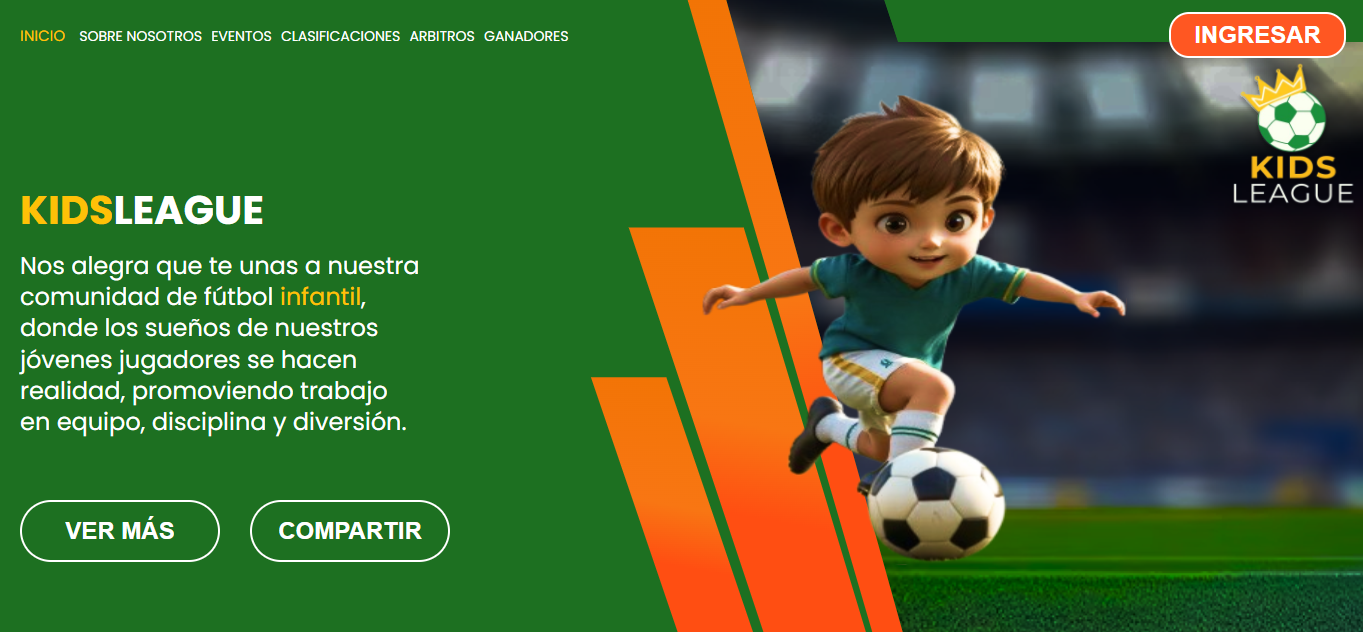 INICIO SOBRE NOSOTROS EVENTOS CLASIFICACIONES ARBITROS GANADORES
INGRESAR
KIDS
LEAGUE
KIDSLEAGUE
Nos alegra que te unas a nuestra
comunidad de fútbol infantil,
donde los sueños de nuestros
jóvenes jugadores se hacen
realidad, promoviendo trabajo
en equipo, disciplina y diversión.
VER MÁS
COMPARTIR